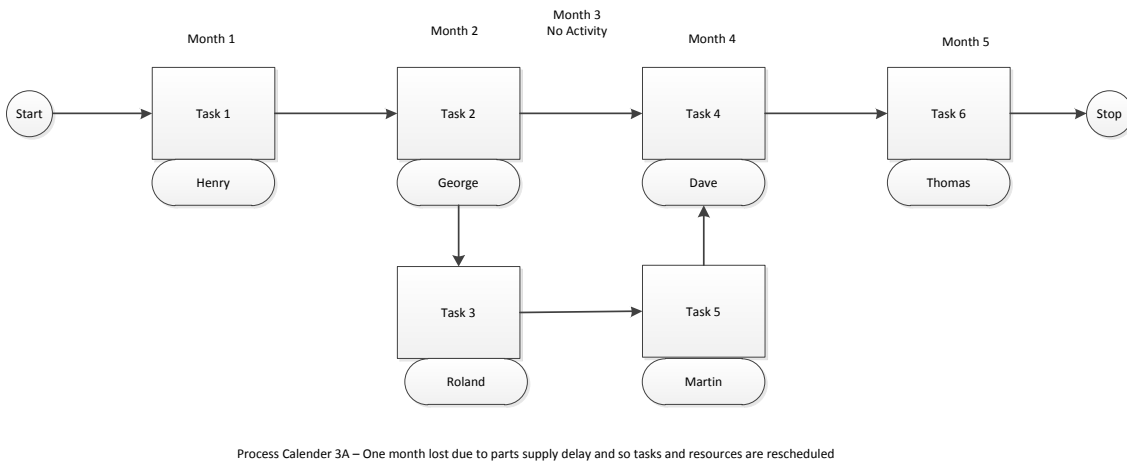 Month 3
No Activity
Month 1
Month 2
Month 4
Month 5
Start
Task 1
Task 2
Task 4
Task 6
Stop
Henry
George
Dave
Thomas
Task 3
Task 5
Roland
Martin
Process Calender 3A – One month lost due to parts supply delay and so tasks and resources are rescheduled